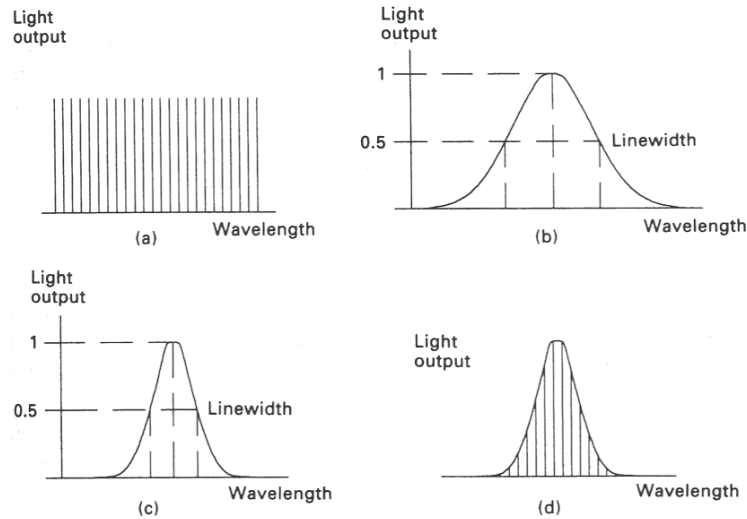 Light
output
Wavelength
(a)
Light
output
1
0.5
Linewidth
Wavelength
(b)
Light
output
1
0.5
Linewidth
Wavelength
(c)
Light
output
Wavelength
(d)